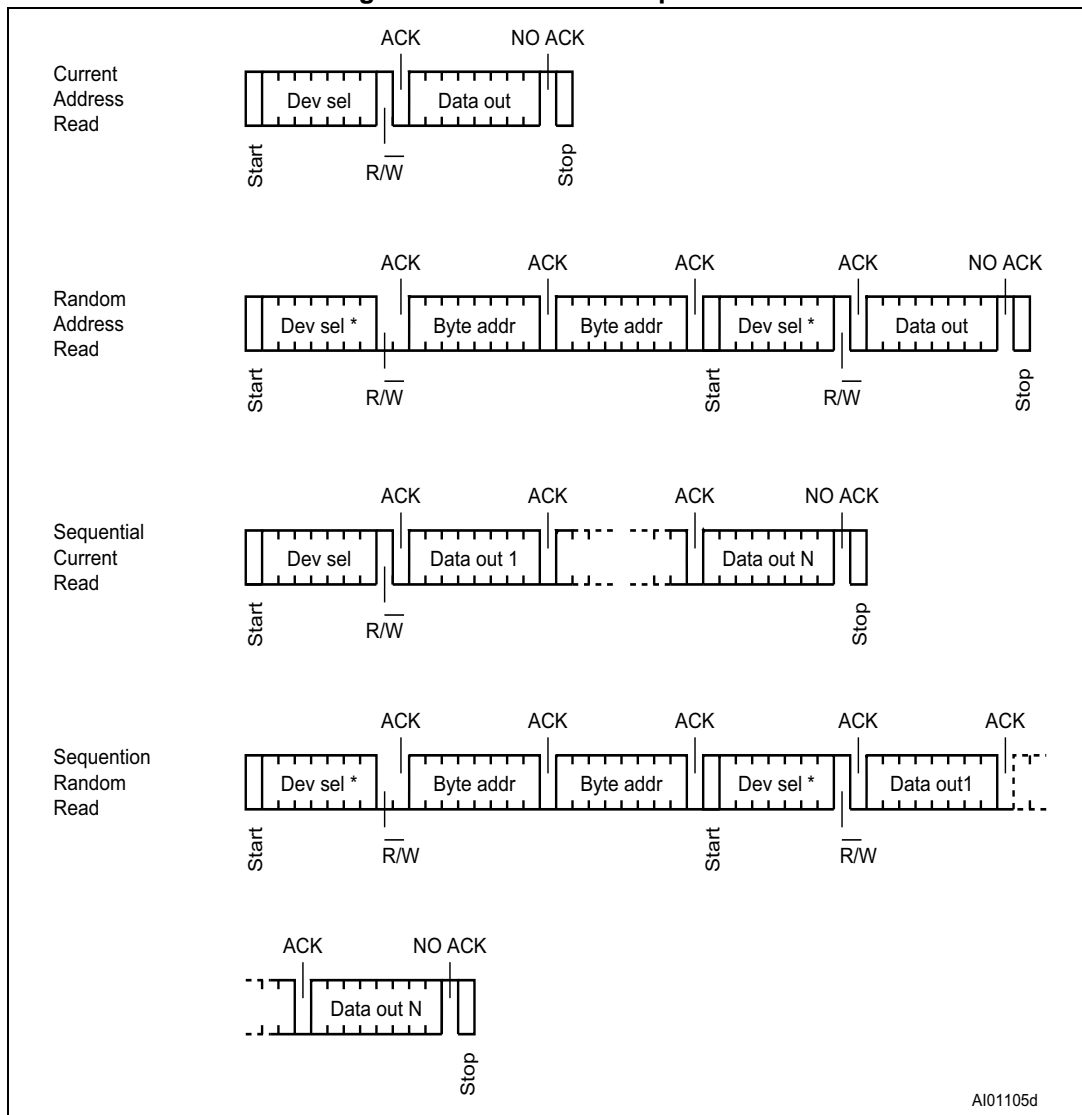 ACK NO ACK
Current
Address
Read
Dev sel Data out
Start R/W̅ Stop
ACK ACK ACK ACK NO ACK
Random
Address
Read
Dev sel * Byte addr Byte addr Dev sel * Data out
Start R/W̅ Start R/W̅ Stop
ACK ACK ACK NO ACK
Sequential
Current
Read
Dev sel Data out 1 Data out N
Start R/W̅ Stop
ACK ACK ACK ACK ACK
Sequention
Random
Read
Dev sel * Byte addr Byte addr Dev sel * Data out1
Start R̅/W Start R̅/W
ACK NO ACK
Data out N
Stop
AI01105d